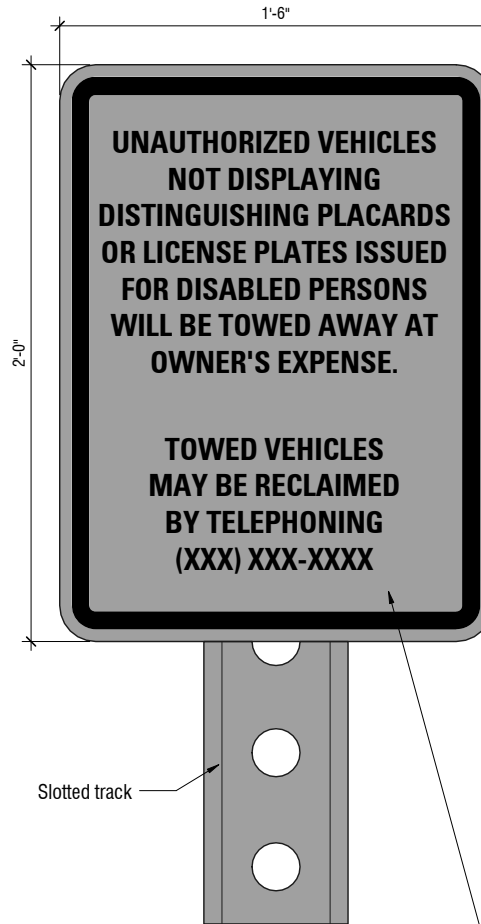 1'-6"
2'-0"
UNAUTHORIZED VEHICLES
NOT DISPLAYING
DISTINGUISHING PLACARDS
OR LICENSE PLATES ISSUED
FOR DISABLED PERSONS
WILL BE TOWED AWAY AT
OWNER'S EXPENSE.
TOWED VEHICLES
MAY BE RECLAIMED
BY TELEPHONING
(XXX) XXX-XXXX
Slotted track